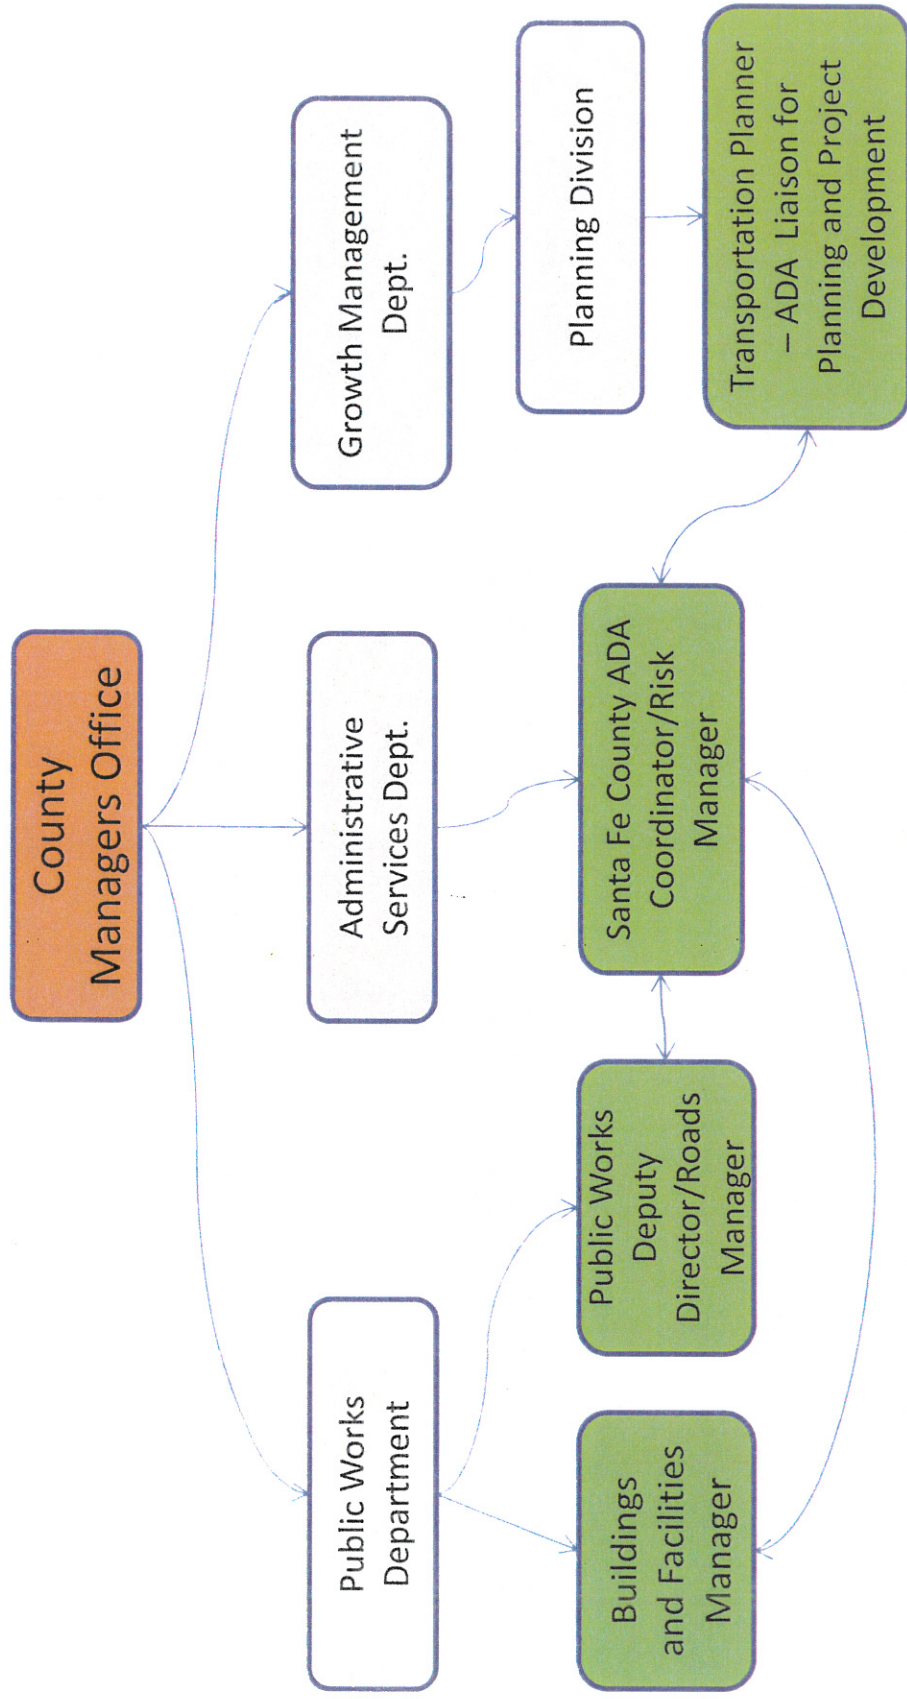 County
Managers Office
Public Works
Department
Administrative
Services Dept.
Growth Management
Dept.
Planning Division
Buildings
and Facilities
Manager
Public Works
Deputy
Director/Roads
Manager
Santa Fe County ADA
Coordinator/Risk
Manager
Transportation Planner
– ADA Liaison for
Planning and Project
Development